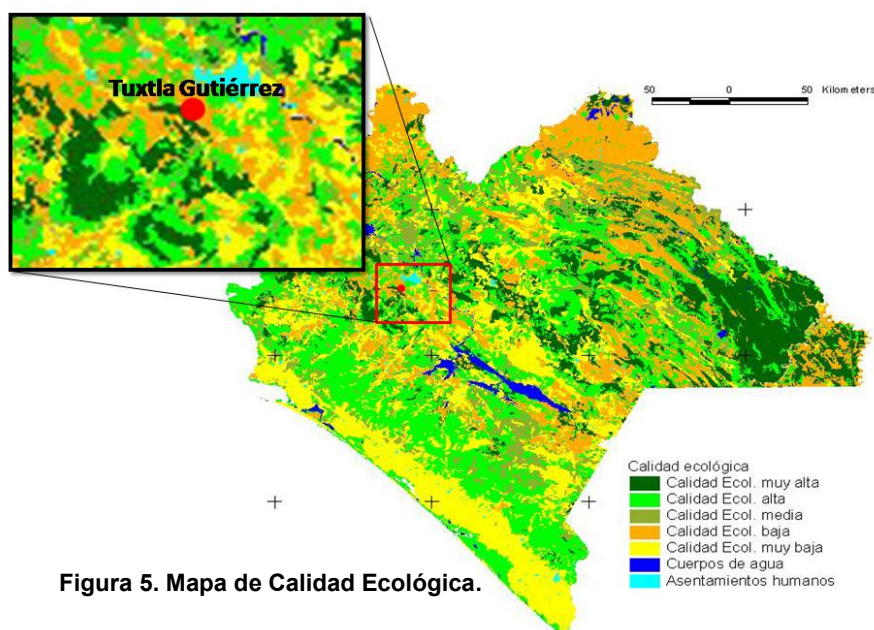 Tuxtla Gutiérrez
50 0 50 Kilometers
Calidad ecológica
Calidad Ecol. muy alta
Calidad Ecol. alta
Calidad Ecol. media
Calidad Ecol. baja
Calidad Ecol. muy baja
Cuerpos de agua
Asentamientos humanos
Figura 5. Mapa de Calidad Ecológica.